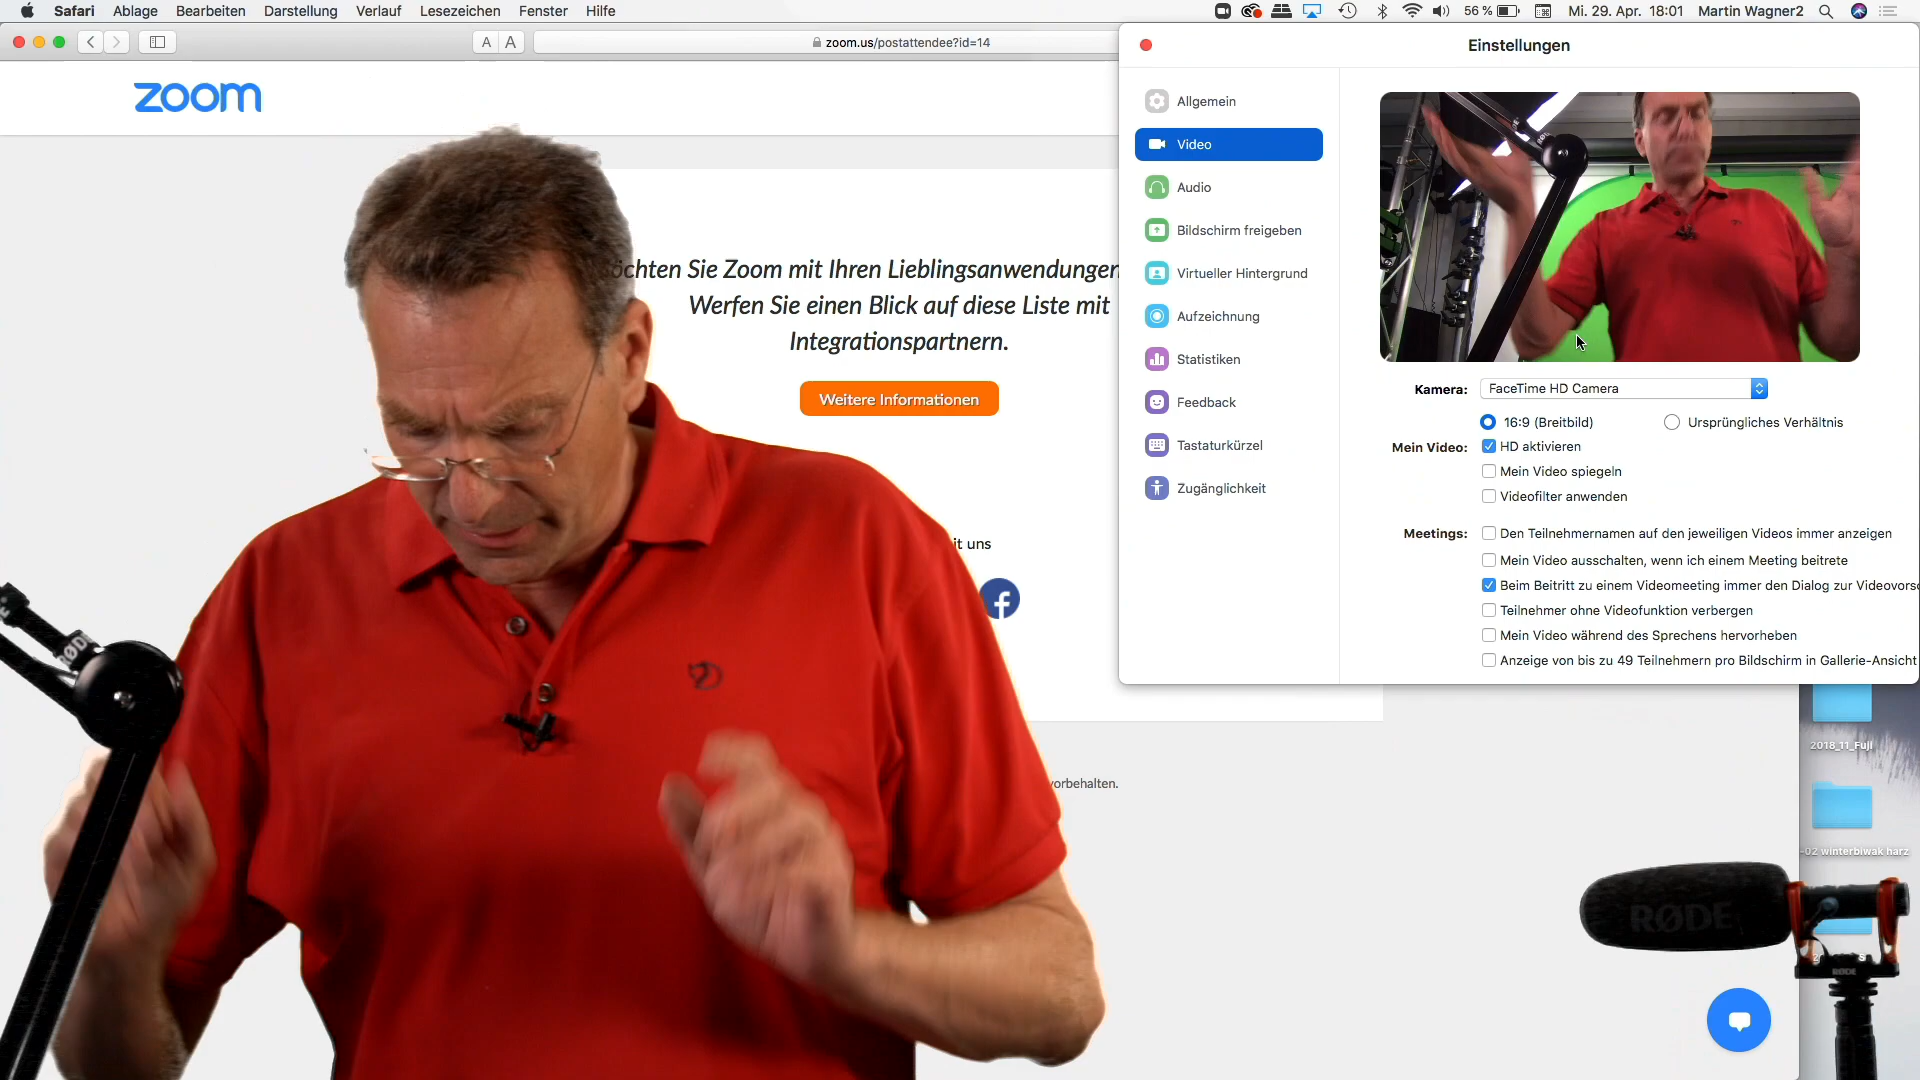 Safari Ablage Bearbeiten Darstellung Verlauf Lesezeichen Fenster Hilfe 56 % Mi. 29. Apr. 18:01 Martin Wagner2
A A zoom.us/postattendee?id=14
Einstellungen
zoom
Allgemein
Video
Audio
Bildschirm freigeben
Virtueller Hintergrund
Aufzeichnung
Statistiken
Feedback
Tastaturkürzel
Zugänglichkeit
Kamera: FaceTime HD Camera
16:9 (Breitbild) Ursprüngliches Verhältnis
Mein Video: HD aktivieren
Mein Video spiegeln
Videofilter anwenden
Meetings: Den Teilnehmernamen auf den jeweiligen Videos immer anzeigen
Mein Video ausschalten, wenn ich einem Meeting beitrete
Beim Beitritt zu einem Videomeeting immer den Dialog zur Videovorsc
Teilnehmer ohne Videofunktion verbergen
Mein Video während des Sprechens hervorheben
Anzeige von bis zu 49 Teilnehmern pro Bildschirm in Gallerie-Ansicht
öchten Sie Zoom mit Ihren Lieblingsanwendungen
Werfen Sie einen Blick auf diese Liste mit
Integrationspartnern.
Weitere Informationen
it uns
vorbehalten.
2018_11_Fuji
-02 winterbiwak harz
RØDE
RØDE
RØDE